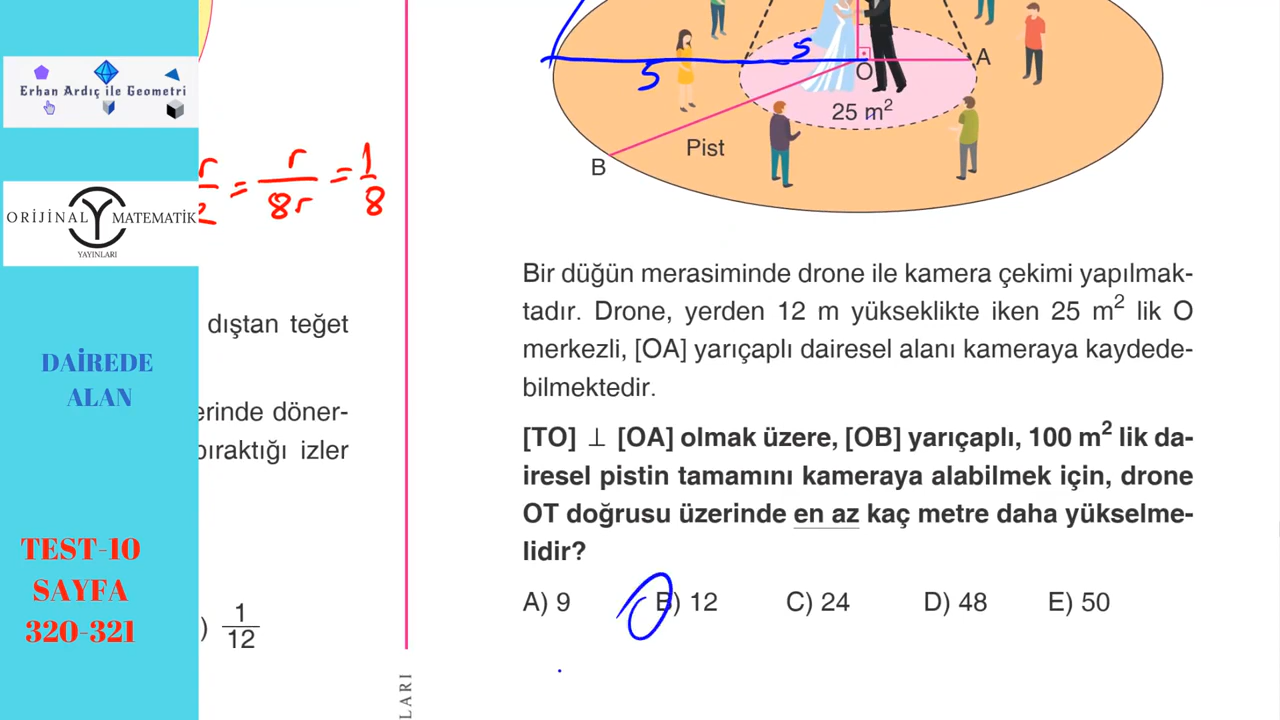 Erhan Ardıç ile Geometri
ORİJİNAL MATEMATİK
YAYINLARI
DAİREDE
ALAN
TEST-10
SAYFA
320-321
r/2 = r/8r = 1/8
dıştan teğet
erinde döner-
bıraktığı izler
) 1/12
LARI
5
5
O
A
25 m²
B
Pist
Bir düğün merasiminde drone ile kamera çekimi yapılmak-
tadır. Drone, yerden 12 m yükseklikte iken 25 m² lik O
merkezli, [OA] yarıçaplı dairesel alanı kameraya kaydede-
bilmektedir.
[TO] ⊥ [OA] olmak üzere, [OB] yarıçaplı, 100 m² lik da-
iresel pistin tamamını kameraya alabilmek için, drone
OT doğrusu üzerinde en az kaç metre daha yükselme-
lidir?
A) 9 B) 12 C) 24 D) 48 E) 50